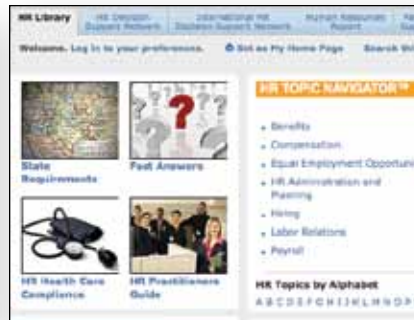 HR Library
HR Decision
Support Network
International HR
Decision Support Network
Human Resources
Report
Welcome. Log in to your preferences.
Set as My Home Page
Search
HR TOPIC NAVIGATOR™
State
Requirements
Fast Answers
HR Health Care
Compliance
HR Practitioners
Guide
Benefits
Compensation
Equal Employment Opportuni
HR Administration and
Planning
Hiring
Labor Relations
Payroll
HR Topics by Alphabet
A B C D E F G H I J K L M N O P